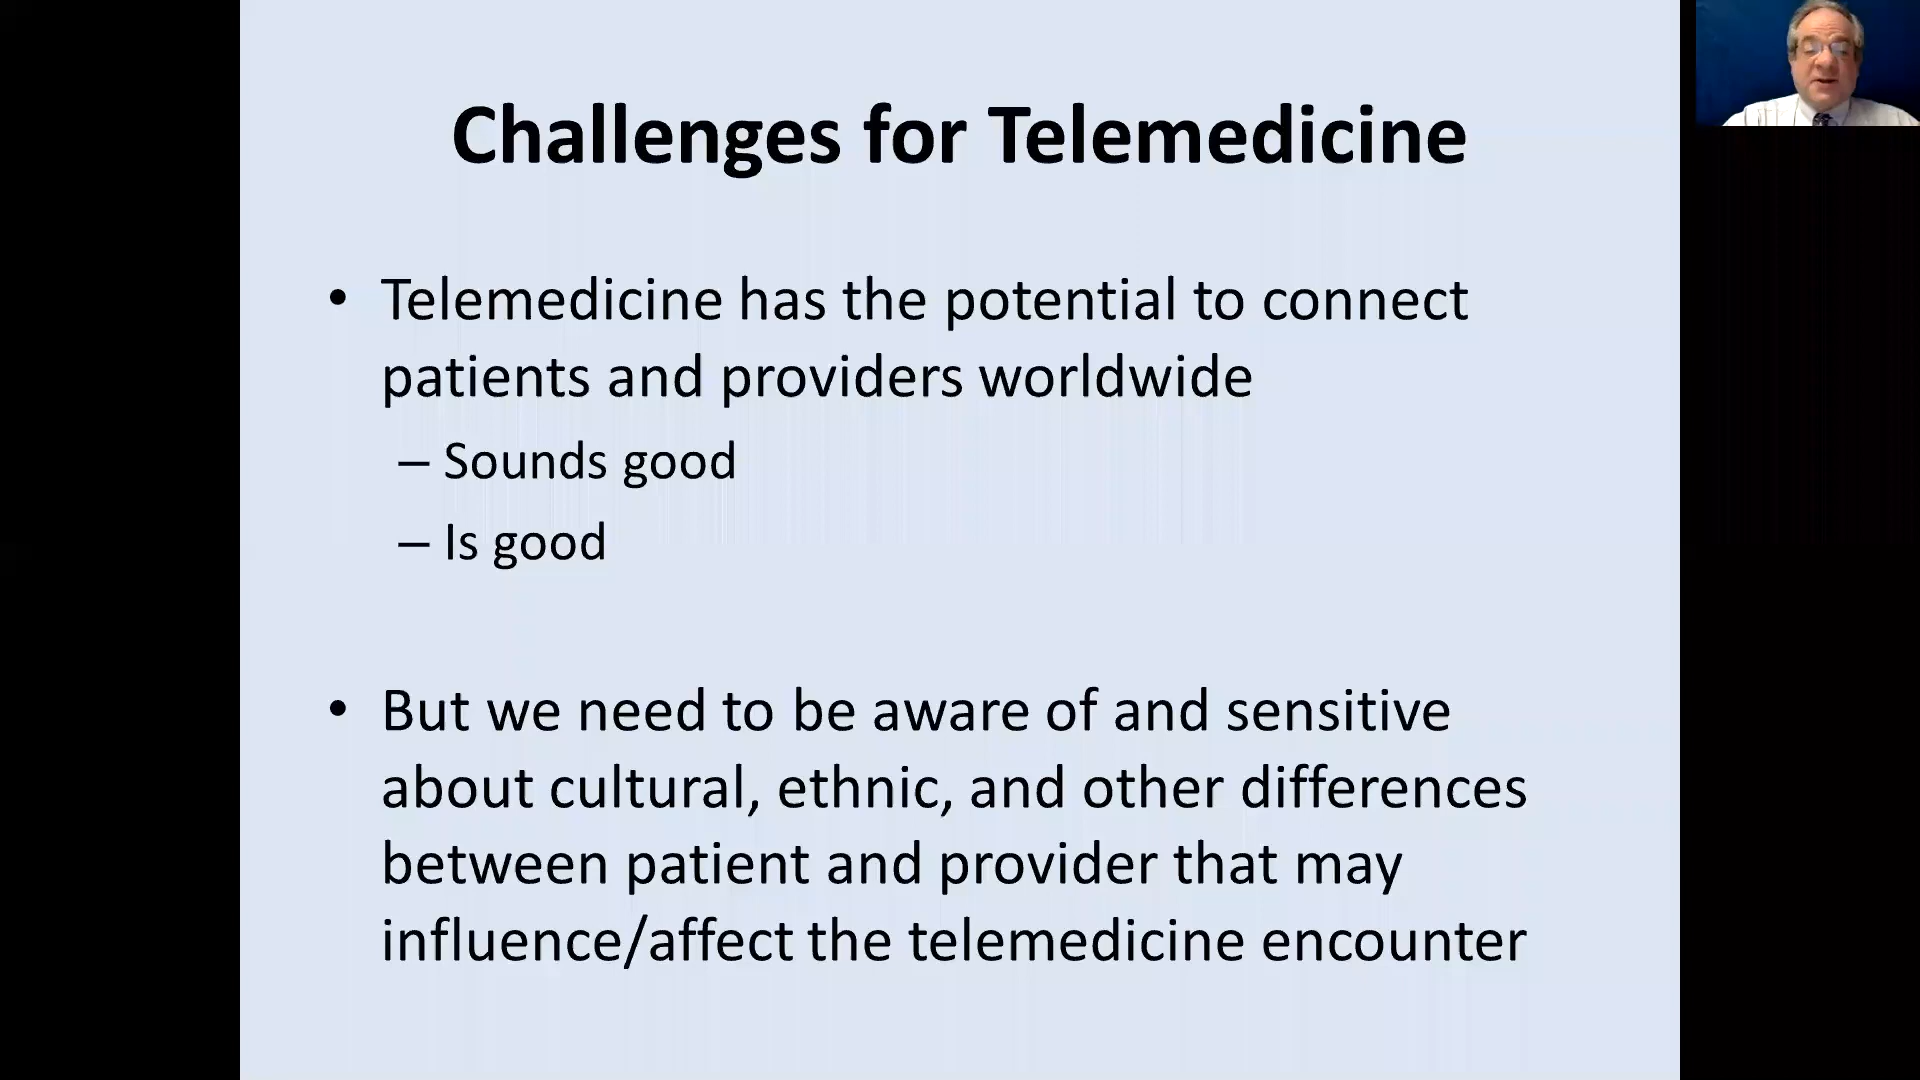 Challenges for Telemedicine
• Telemedicine has the potential to connect
patients and providers worldwide
– Sounds good
– Is good
• But we need to be aware of and sensitive
about cultural, ethnic, and other differences
between patient and provider that may
influence/affect the telemedicine encounter